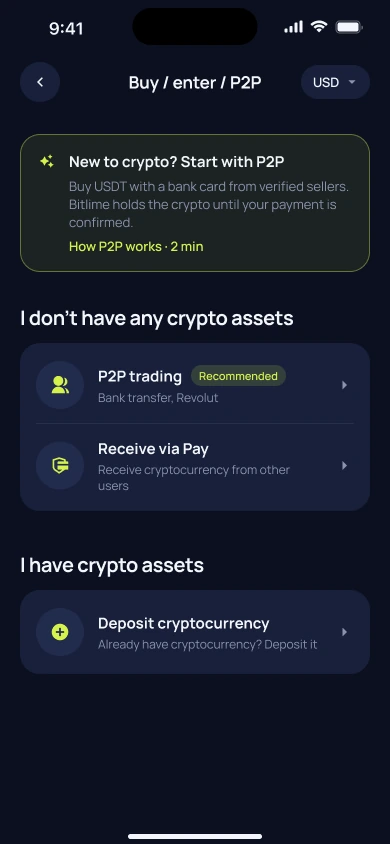 9:41
Buy / enter / P2P
USD
New to crypto? Start with P2P
Buy USDT with a bank card from verified sellers.
Bitlime holds the crypto until your payment is
confirmed.
How P2P works · 2 min
I don't have any crypto assets
P2P trading Recommended
Bank transfer, Revolut
Receive via Pay
Receive cryptocurrency from other
users
I have crypto assets
Deposit cryptocurrency
Already have cryptocurrency? Deposit it